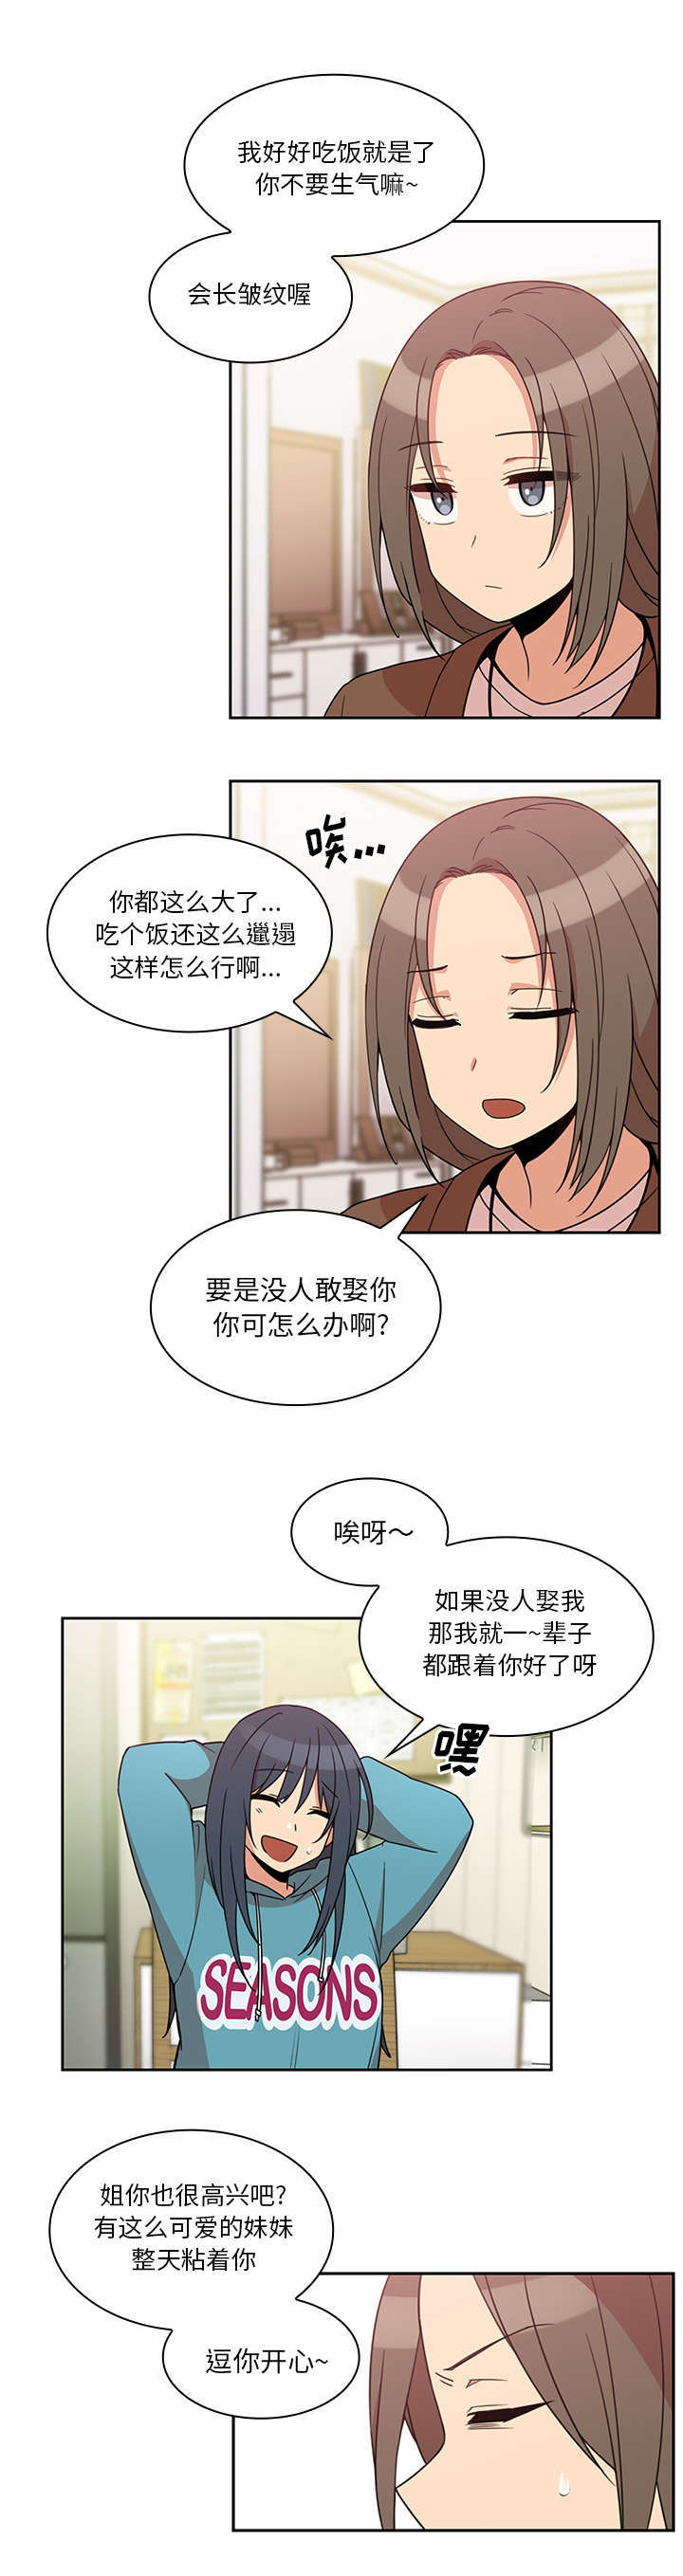 我好好吃饭就是了
你不要生气嘛~
会长皱纹喔
唉...
你都这么大了...
吃个饭还这么邋遢
这样怎么行啊...
要是没人敢娶你
你可怎么办啊?
唉呀~
如果没人娶我
那我就一~辈子
都跟着你好了呀
嘿
SEASONS
姐你也很高兴吧?
有这么可爱的妹妹
整天粘着你
逗你开心~